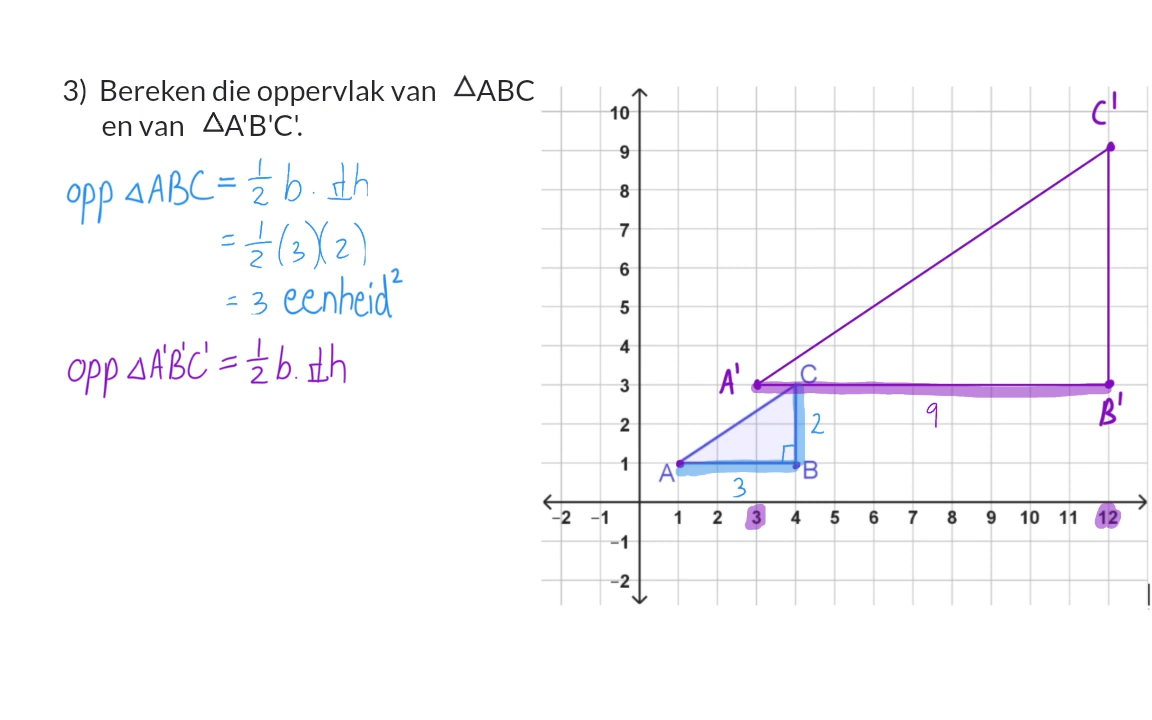 3) Bereken die oppervlak van △ABC
en van △A'B'C'.
opp △ABC = 1/2 b. ⊥h
= 1/2 (3)(2)
= 3 eenheid²
opp △A'B'C' = 1/2 b. ⊥h
10
9
8
7
6
5
4
3
2
1
-1
-2
-2 -1 1 2 3 4 5 6 7 8 9 10 11 12
C'
A'
B'
9
C
2
A
B
3